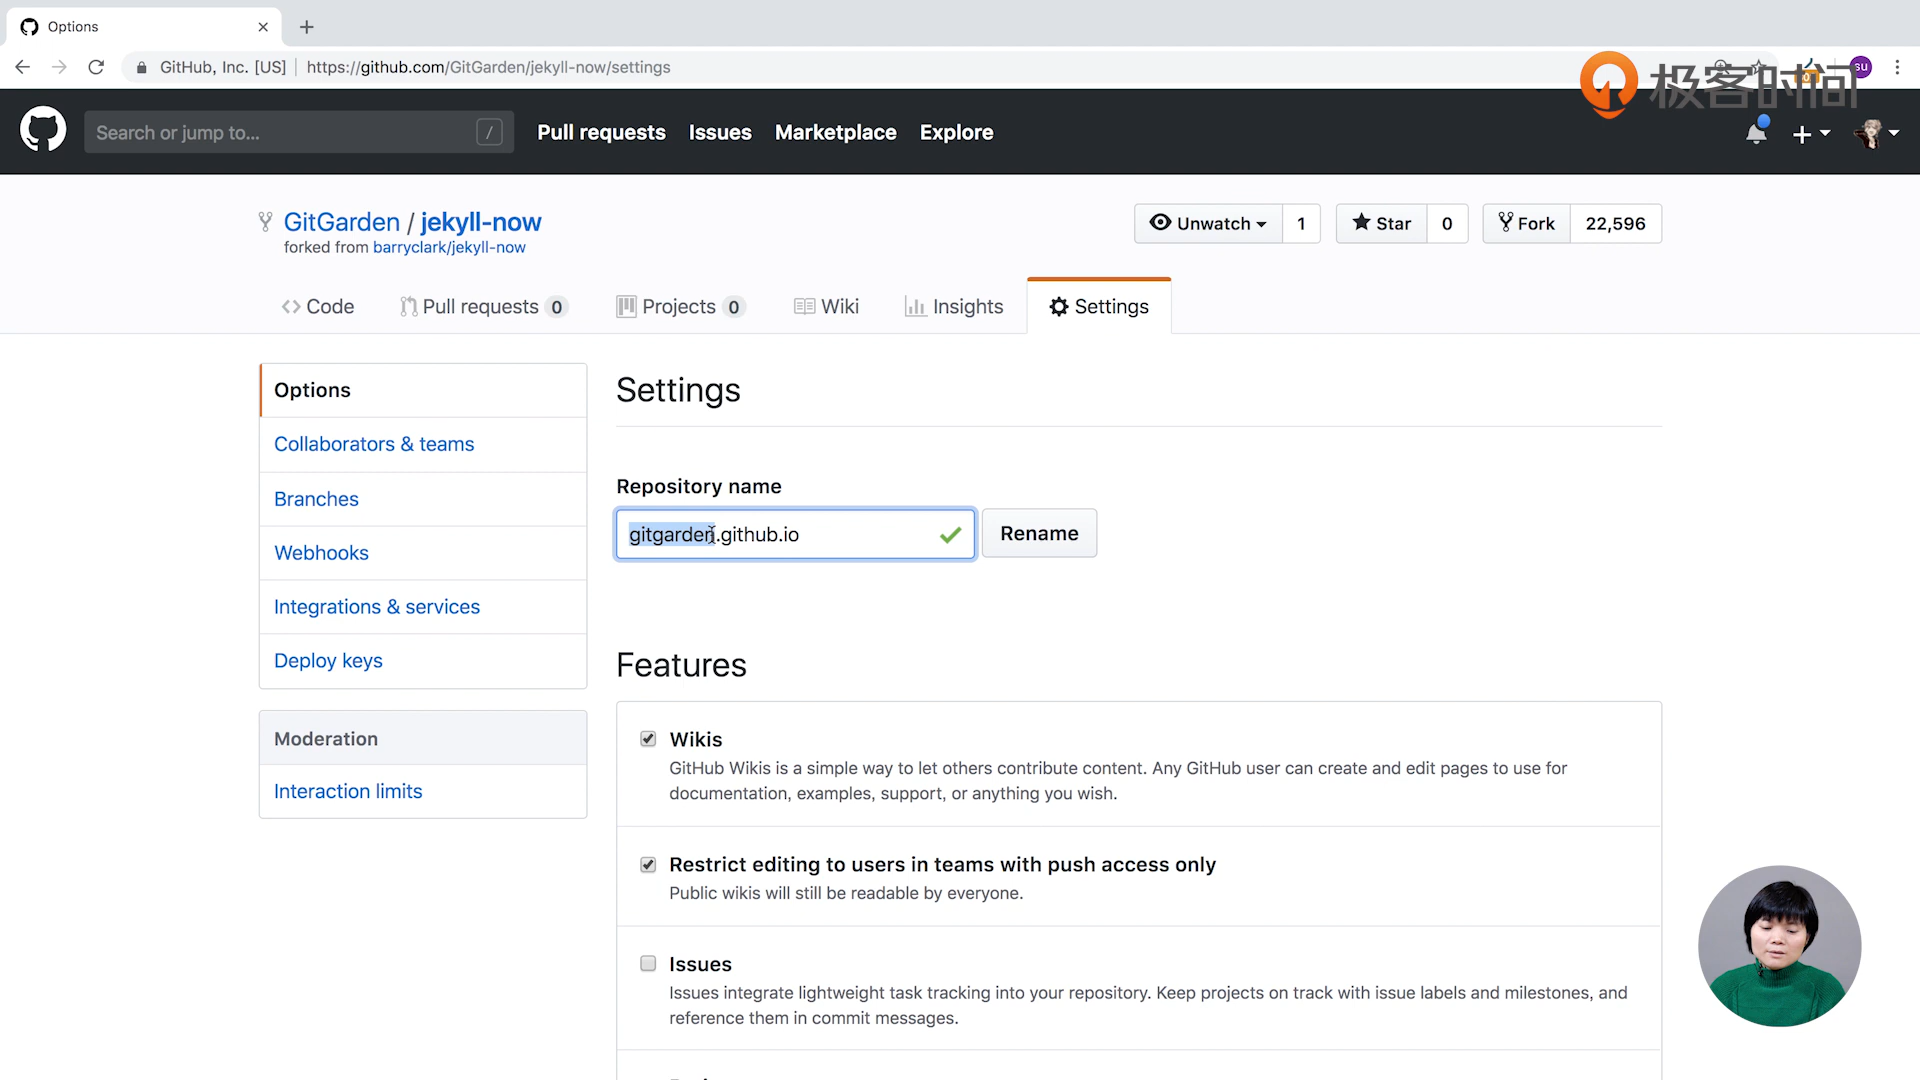 Options
GitHub, Inc. [US] https://github.com/GitGarden/jekyll-now/settings
极客时间
Search or jump to... / Pull requests Issues Marketplace Explore
GitGarden / jekyll-now
forked from barryclark/jekyll-now
Unwatch 1 Star 0 Fork 22,596
Code Pull requests 0 Projects 0 Wiki Insights Settings
Options
Collaborators & teams
Branches
Webhooks
Integrations & services
Deploy keys
Moderation
Interaction limits
Settings
Repository name
gitgarden.github.io Rename
Features
Wikis
GitHub Wikis is a simple way to let others contribute content. Any GitHub user can create and edit pages to use for
documentation, examples, support, or anything you wish.
Restrict editing to users in teams with push access only
Public wikis will still be readable by everyone.
Issues
Issues integrate lightweight task tracking into your repository. Keep projects on track with issue labels and milestones, and
reference them in commit messages.